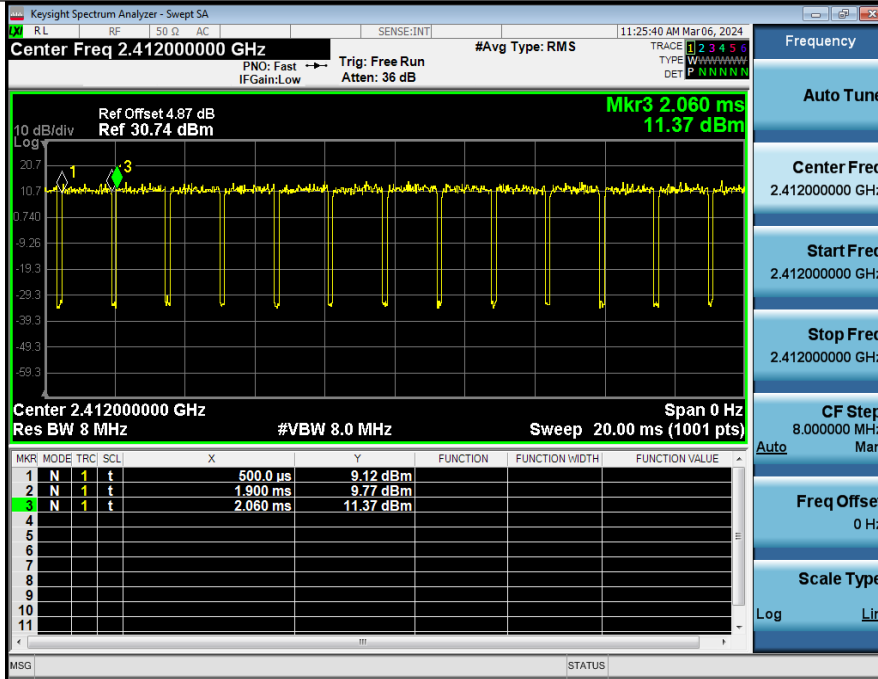 Keysight Spectrum Analyzer - Swept SA
LXI RL RF 50 Ω AC SENSE:INT 11:25:40 AM Mar 06, 2024
Center Freq 2.412000000 GHz #Avg Type: RMS TRACE 1 2 3 4 5 6
PNO: Fast Trig: Free Run TYPE WWWWWW
IFGain:Low Atten: 36 dB DET P N N N N N
Mkr3 2.060 ms
Ref Offset 4.87 dB
10 dB/div Ref 30.74 dBm 11.37 dBm
Log
20.7
10.7
0.740
-9.26
-19.3
-29.3
-39.3
-49.3
-59.3
1
3
Center 2.412000000 GHz Span 0 Hz
Res BW 8 MHz #VBW 8.0 MHz Sweep 20.00 ms (1001 pts)
MKR MODE TRC SCL X Y FUNCTION FUNCTION WIDTH FUNCTION VALUE
1 N 1 t 500.0 µs 9.12 dBm
2 N 1 t 1.900 ms 9.77 dBm
3 N 1 t 2.060 ms 11.37 dBm
4
5
6
7
8
9
10
11
MSG STATUS
Frequency
Auto Tune
Center Freq
2.412000000 GHz
Start Freq
2.412000000 GHz
Stop Freq
2.412000000 GHz
CF Step
8.000000 MHz
Auto Man
Freq Offset
0 Hz
Scale Type
Log Lin